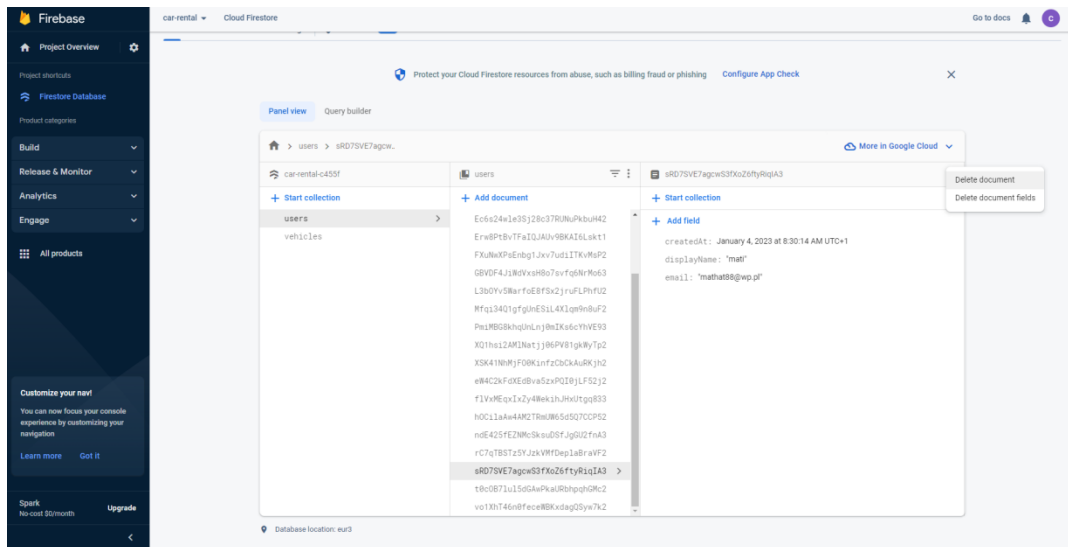 Firebase
car-rental
Cloud Firestore
Go to docs
C
Project Overview
Project shortcuts
Firestore Database
Product categories
Build
Release & Monitor
Analytics
Engage
All products
Customize your nav!
You can now focus your console
experience by customizing your
navigation
Learn more Got it
Spark
No-cost $0/month
Upgrade
Protect your Cloud Firestore resources from abuse, such as billing fraud or phishing Configure App Check
Panel view Query builder
> users > sRD7SVE7agcw…
More in Google Cloud
car-rental-c455f
+ Start collection
users
vehicles
users
+ Add document
Ec6s24wle3Sj28c37RUNuPkbuH42
Erw8PtBvTFaIQJAUv9BKAI6Lskt1
FXuNwXPsEnbg1Jxv7udiITKvMsP2
GBVDF4JiWdVxsH8o7svfq6NrMo63
L3bOYv5WarfoE8fSx2jruFLPhfU2
Mfqi34Q1gfgUnESiL4Xlqm9n8uF2
PmiMBG8khqUnLnj0mIKs6cYhVE93
XQ1hsi2AMlNatjj06PV81gkWyTp2
XSK41NhMjFO0KinfzCbCkAuRKjh2
eW4C2kFdXEdBva5zxPQI0jLF52j2
flVxMEqxIxZy4WekihJHxUtgq833
hOCilaAw4AM2TRmUW65d5Q7CCP52
ndE425fEZNMcSksuDSfJgGU2fnA3
rC7qTBSTz5YJzkVMfDeplaBraVF2
sRD7SVE7agcwS3fXoZ6ftyRiqIA3
t0cOB7lul5dGAwPkaURbhpqhGMc2
vo1XhT46n0feceWBKxdagQSyw7k2
sRD7SVE7agcwS3fXoZ6ftyRiqIA3
+ Start collection
+ Add field
createdAt: January 4, 2023 at 8:30:14 AM UTC+1
displayName: "mati"
email: "mathat88@wp.pl"
Delete document
Delete document fields
Database location: eur3